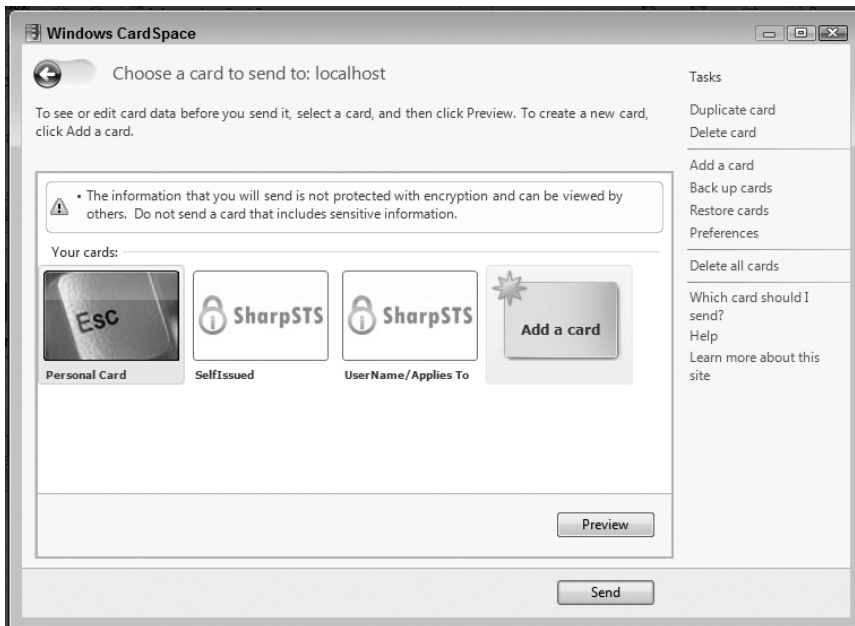 Windows CardSpace
Choose a card to send to: localhost
To see or edit card data before you send it, select a card, and then click Preview. To create a new card,
click Add a card.
• The information that you will send is not protected with encryption and can be viewed by
others. Do not send a card that includes sensitive information.
Your cards:
Esc
SharpSTS
SharpSTS
Add a card
Personal Card
SelfIssued
UserName/Applies To
Preview
Send
Tasks
Duplicate card
Delete card
Add a card
Back up cards
Restore cards
Preferences
Delete all cards
Which card should I
send?
Help
Learn more about this
site